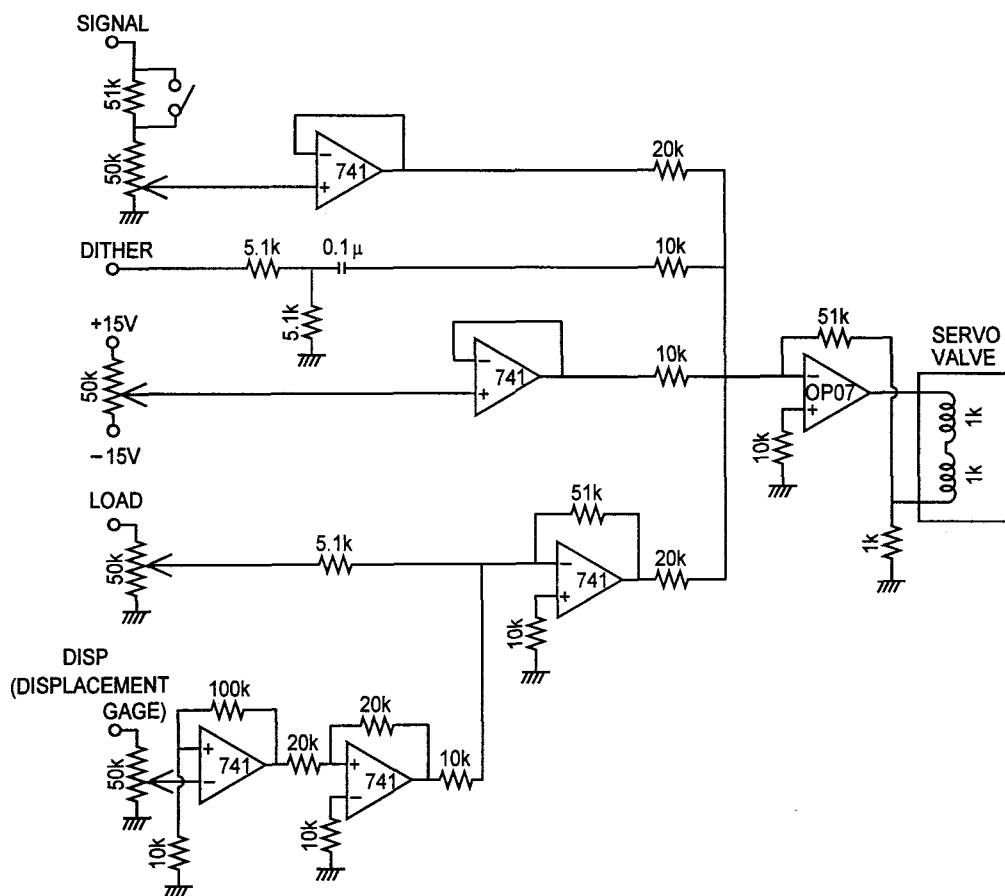 SIGNAL
51k
50k
−
741
+
20k
DITHER
5.1k
0.1 μ
10k
5.1k
+15V
50k
−15V
−
741
+
10k
51k
SERVO
VALVE
−
OP07
+
10k
1k
1k
1k
LOAD
50k
5.1k
51k
−
741
+
20k
10k
DISP
(DISPLACEMENT
GAGE)
50k
100k
+
741
−
10k
20k
20k
+
741
−
10k
10k